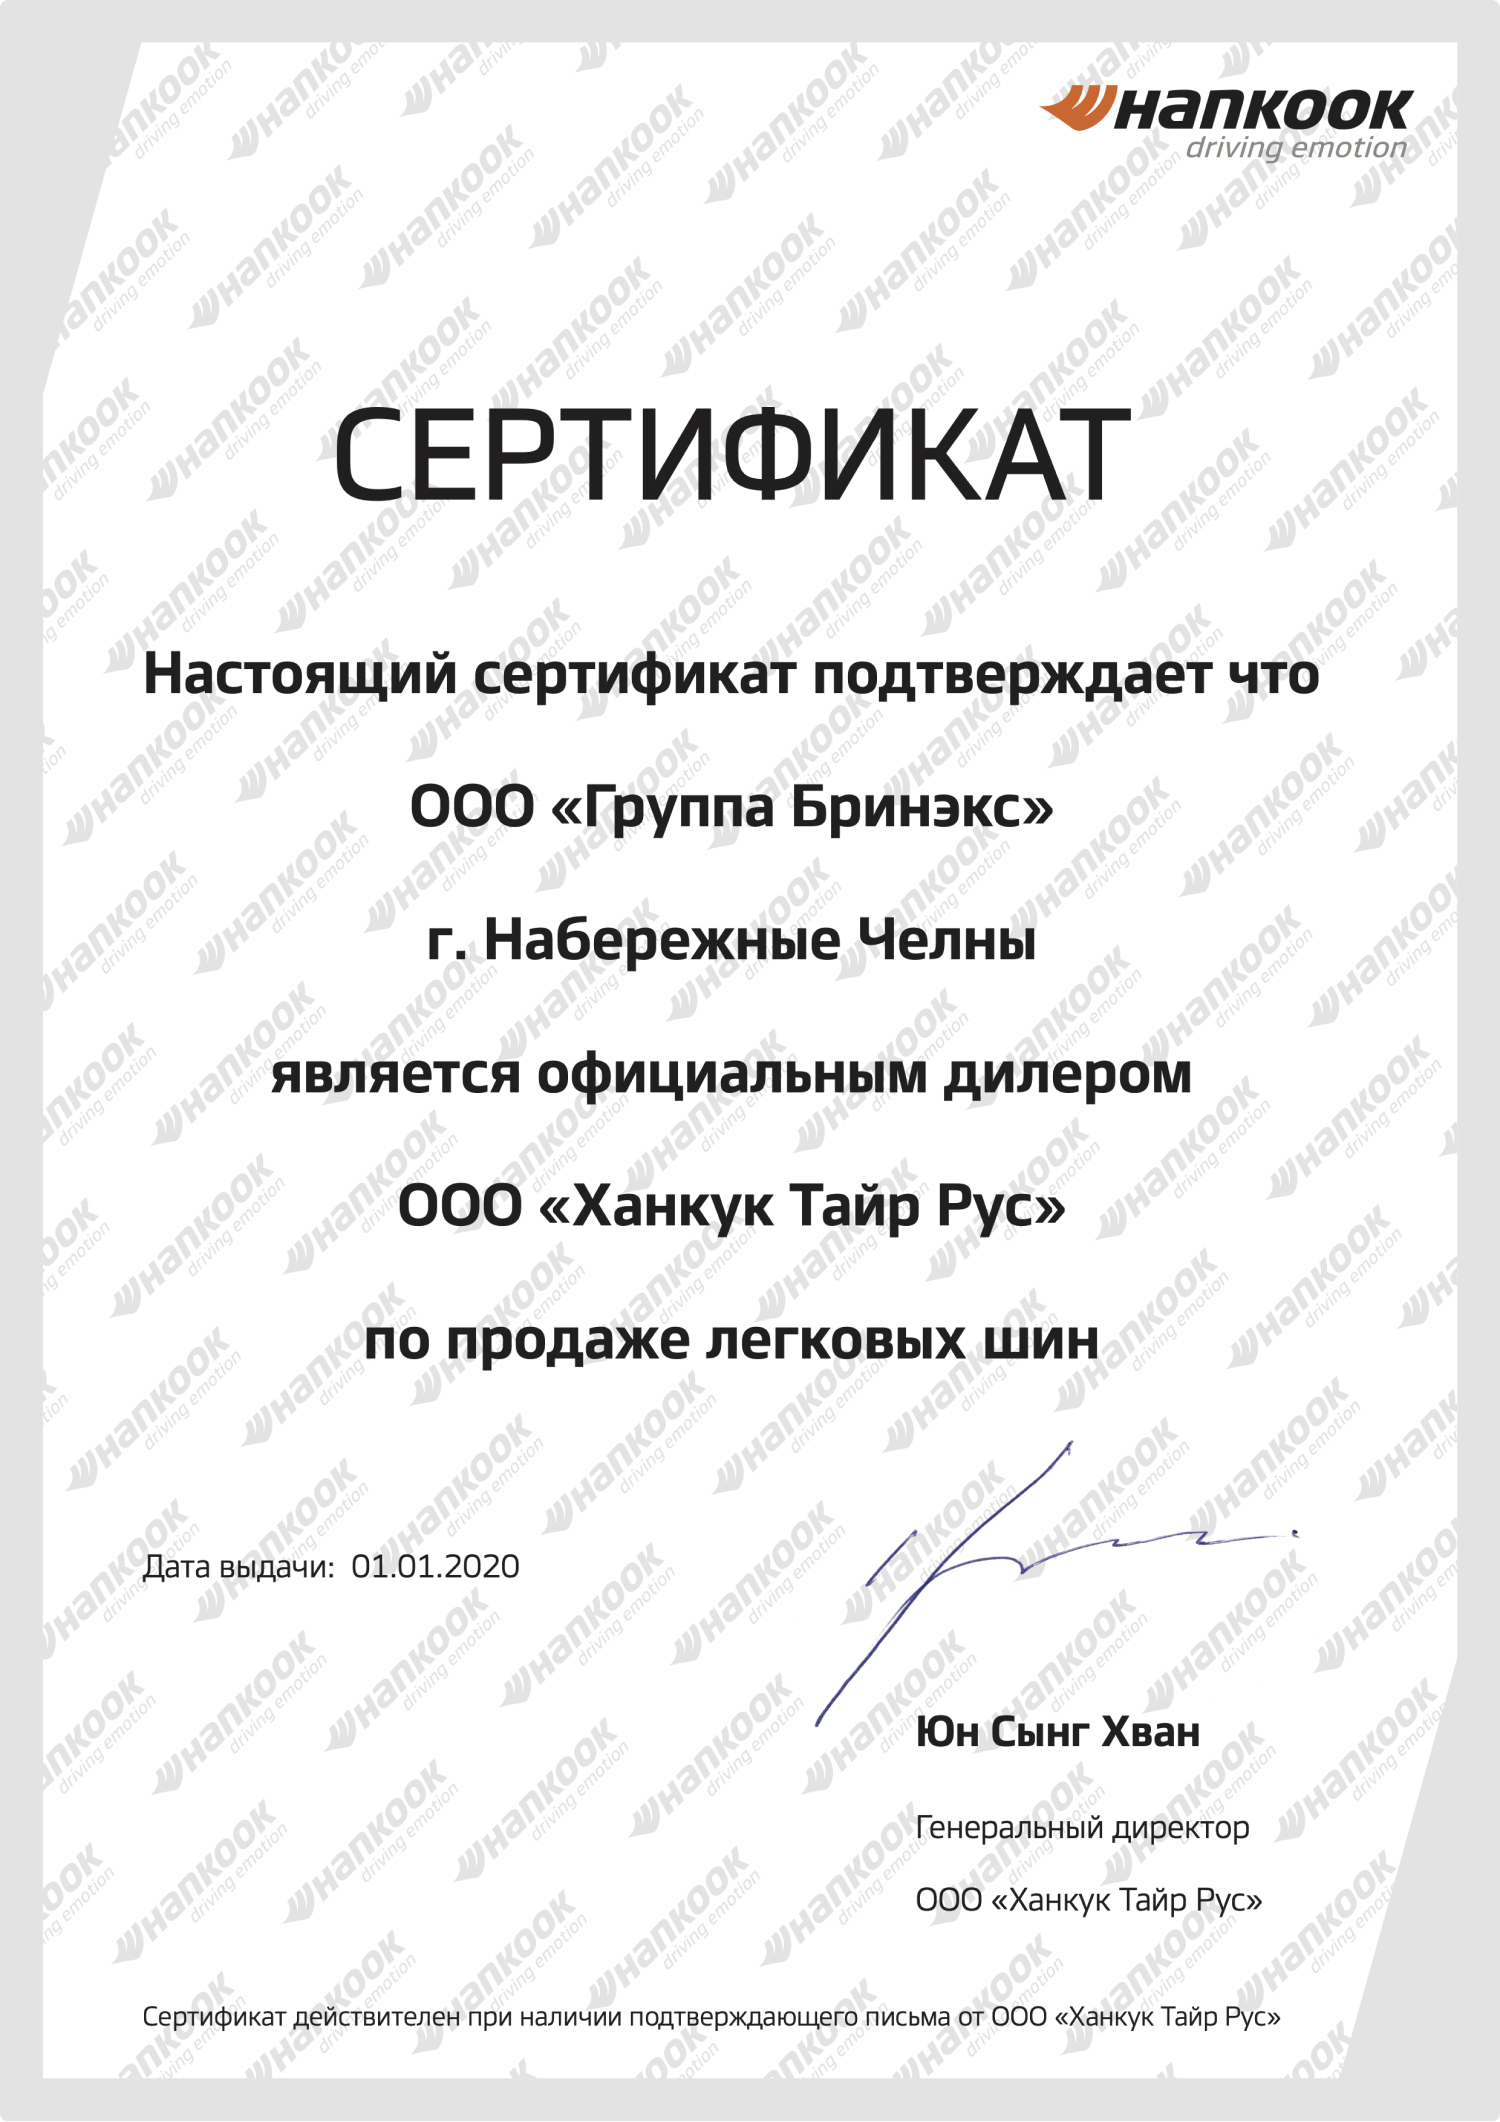 Hankook
driving emotion
СЕРТИФИКАТ
Настоящий сертификат подтверждает что
ООО «Группа Бринэкс»
г. Набережные Челны
является официальным дилером
ООО «Ханкук Тайр Рус»
по продаже легковых шин
Дата выдачи: 01.01.2020
Юн Сынг Хван
Генеральный директор
ООО «Ханкук Тайр Рус»
Сертификат действителен при наличии подтверждающего письма от ООО «Ханкук Тайр Рус»